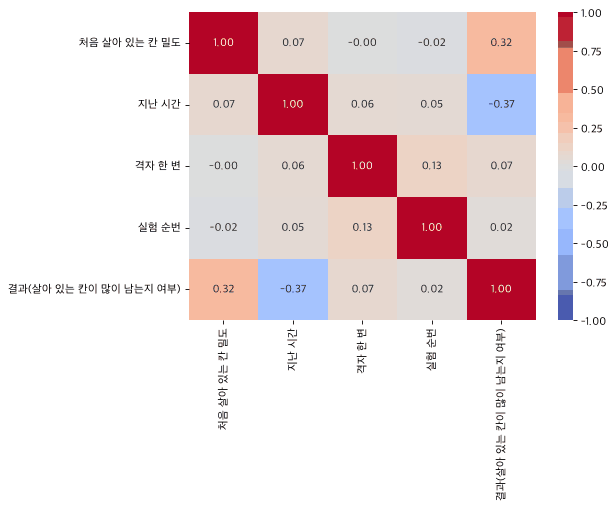 처음 살아 있는 칸 밀도
1.00 0.07 -0.00 -0.02 0.32
지난 시간
0.07 1.00 0.06 0.05 -0.37
격자 한 변
-0.00 0.06 1.00 0.13 0.07
실험 순번
-0.02 0.05 0.13 1.00 0.02
결과(살아 있는 칸이 많이 남는지 여부)
0.32 -0.37 0.07 0.02 1.00
처음 살아 있는 칸 밀도
지난 시간
격자 한 변
실험 순번
결과(살아 있는 칸이 많이 남는지 여부)
1.00
0.75
0.50
0.25
0.00
-0.25
-0.50
-0.75
-1.00